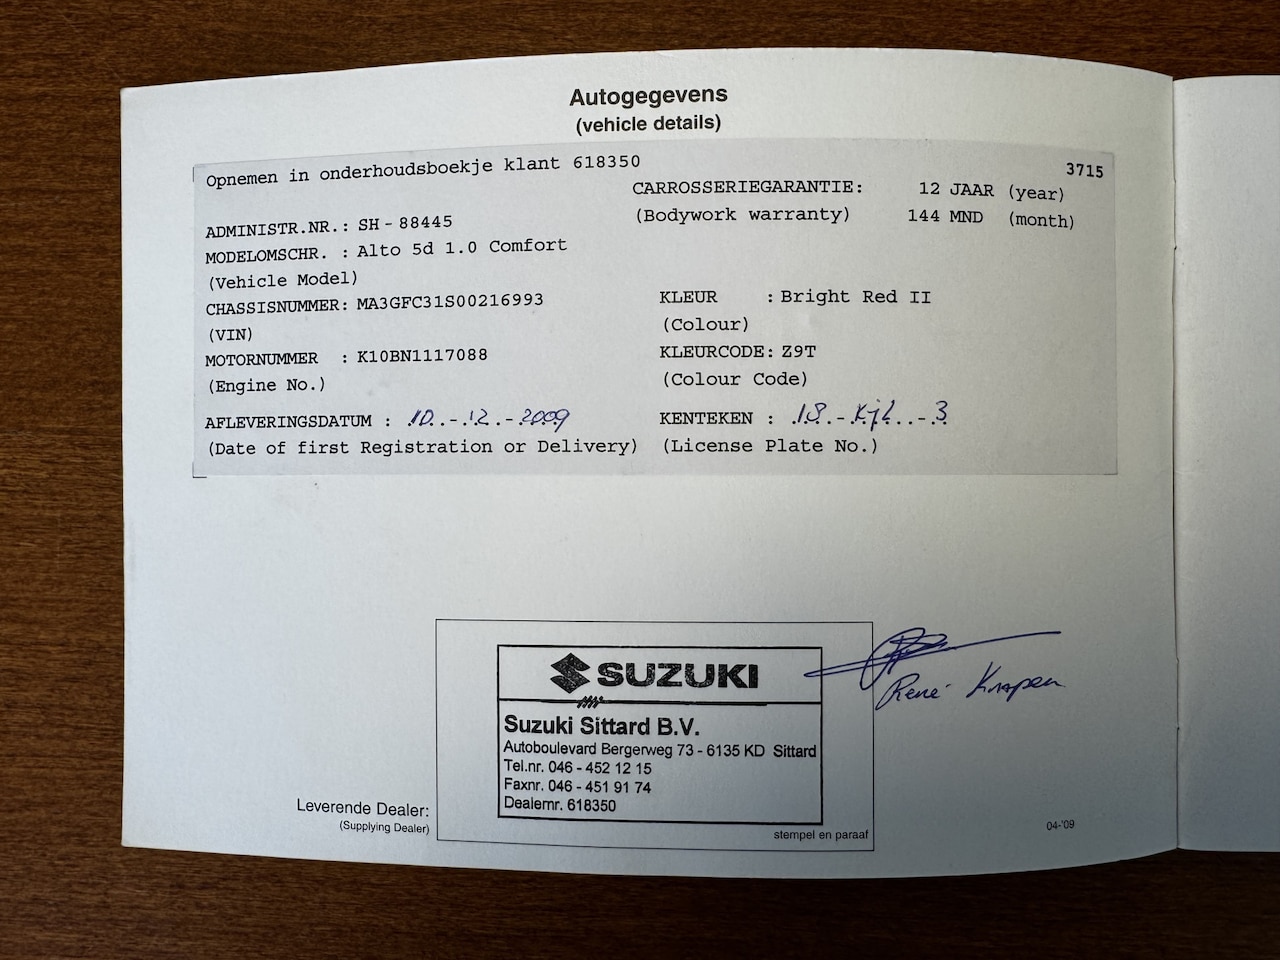 Autogegevens
(vehicle details)
Opnemen in onderhoudsboekje klant 618350
3715
CARROSSERIEGARANTIE: 12 JAAR (year)
(Bodywork warranty) 144 MND (month)
ADMINISTR.NR.: SH-88445
MODELOMSCHR. : Alto 5d 1.0 Comfort
(Vehicle Model)
CHASSISNUMMER: MA3GFC31S00216993
KLEUR : Bright Red II
(VIN)
(Colour)
MOTORNUMMER : K10BN1117088
KLEURCODE: Z9T
(Engine No.)
(Colour Code)
AFLEVERINGSDATUM : 10.-.12.-.2009
KENTEKEN : 18.-.KJL..-.3
(Date of first Registration or Delivery)
(License Plate No.)
SUZUKI
Suzuki Sittard B.V.
Autoboulevard Bergerweg 73 - 6135 KD Sittard
Tel.nr. 046 - 452 12 15
Faxnr. 046 - 451 91 74
Dealernr. 618350
René Knapen
Leverende Dealer:
(Supplying Dealer)
stempel en paraaf
04-'09